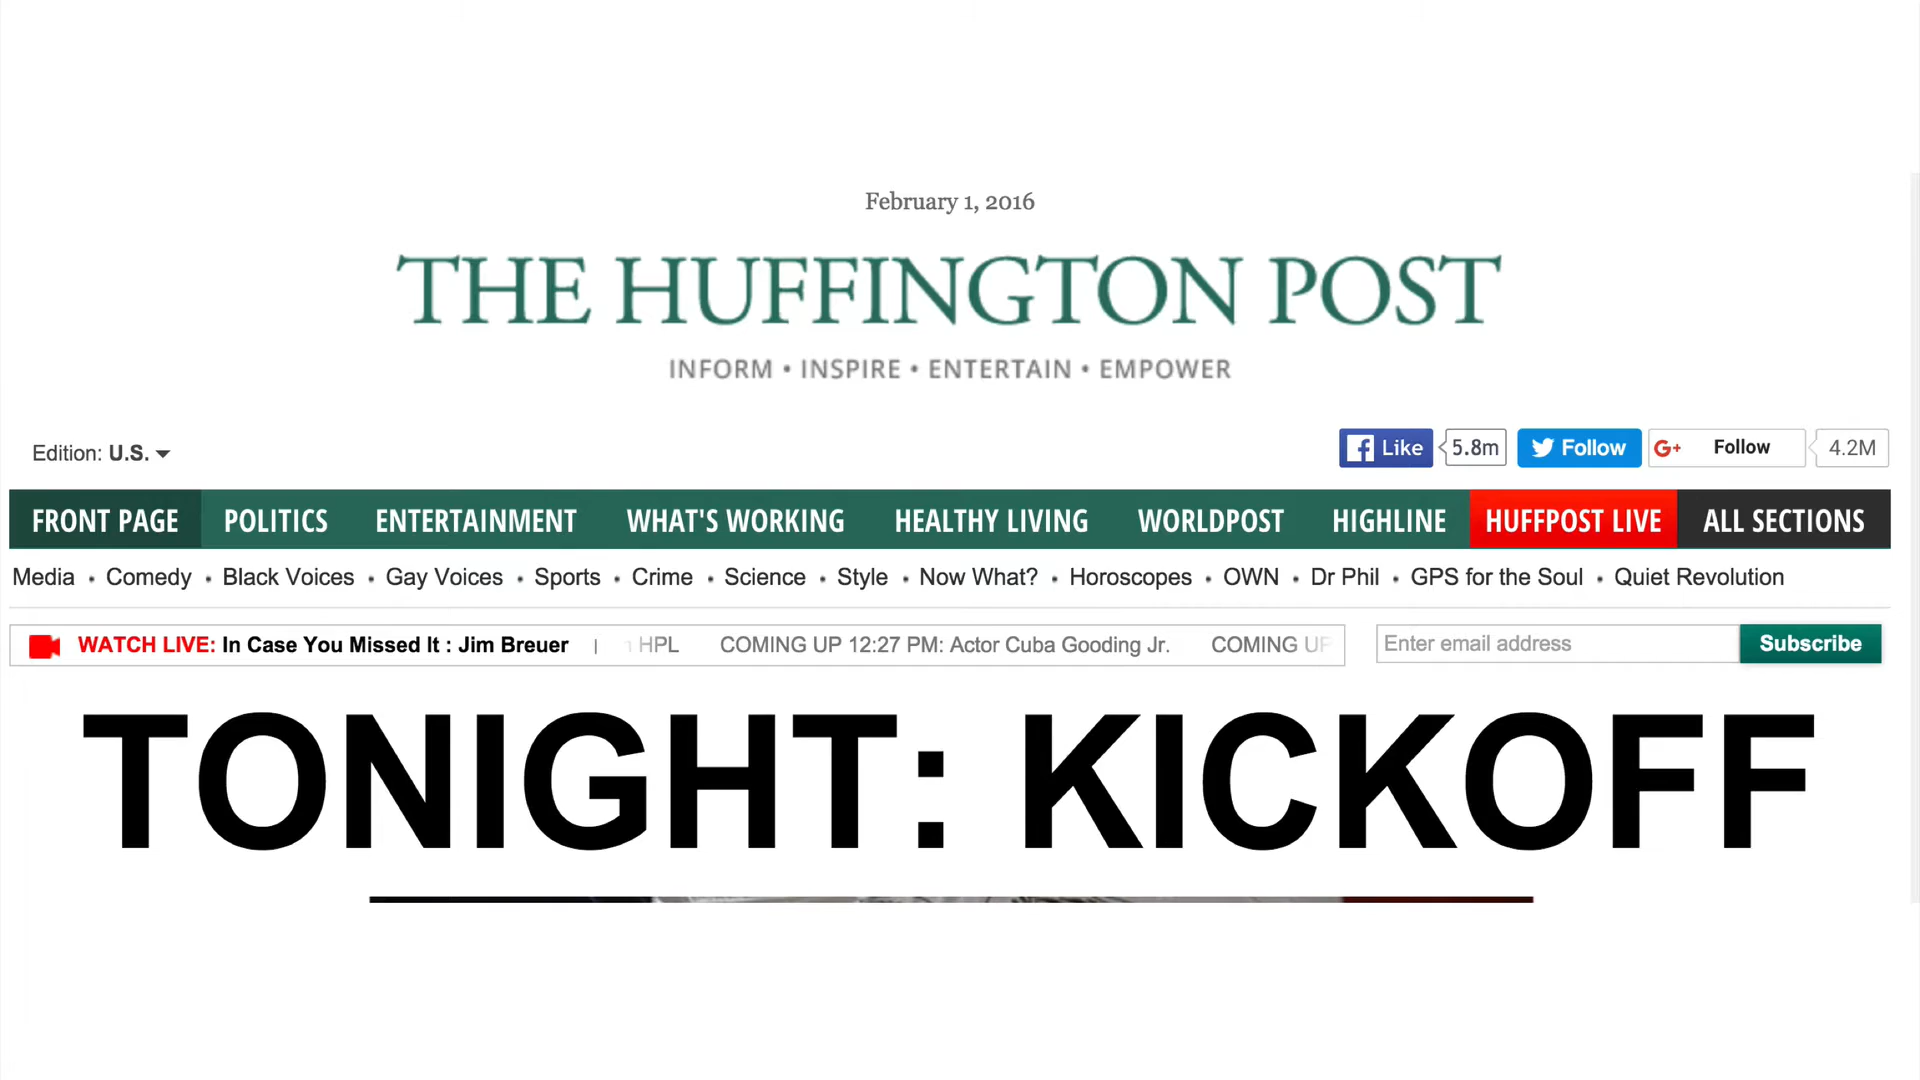 February 1, 2016
THE HUFFINGTON POST
INFORM • INSPIRE • ENTERTAIN • EMPOWER
Edition: U.S.
Like 5.8m Follow G+ Follow 4.2M
FRONT PAGE POLITICS ENTERTAINMENT WHAT'S WORKING HEALTHY LIVING WORLDPOST HIGHLINE HUFFPOST LIVE ALL SECTIONS
Media • Comedy • Black Voices • Gay Voices • Sports • Crime • Science • Style • Now What? • Horoscopes • OWN • Dr Phil • GPS for the Soul • Quiet Revolution
WATCH LIVE: In Case You Missed It : Jim Breuer | HPL COMING UP 12:27 PM: Actor Cuba Gooding Jr. COMING UP Enter email address Subscribe
TONIGHT: KICKOFF